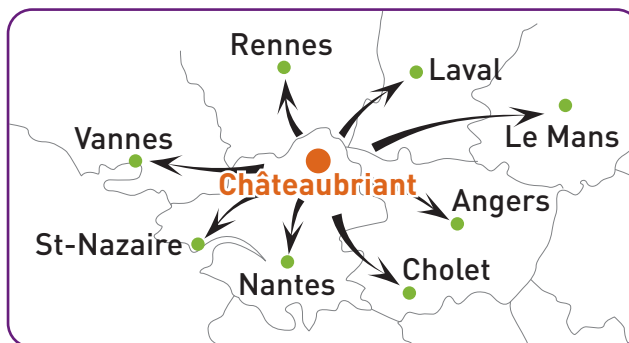 Rennes
Laval
Vannes
Le Mans
Châteaubriant
Angers
St-Nazaire
Nantes
Cholet